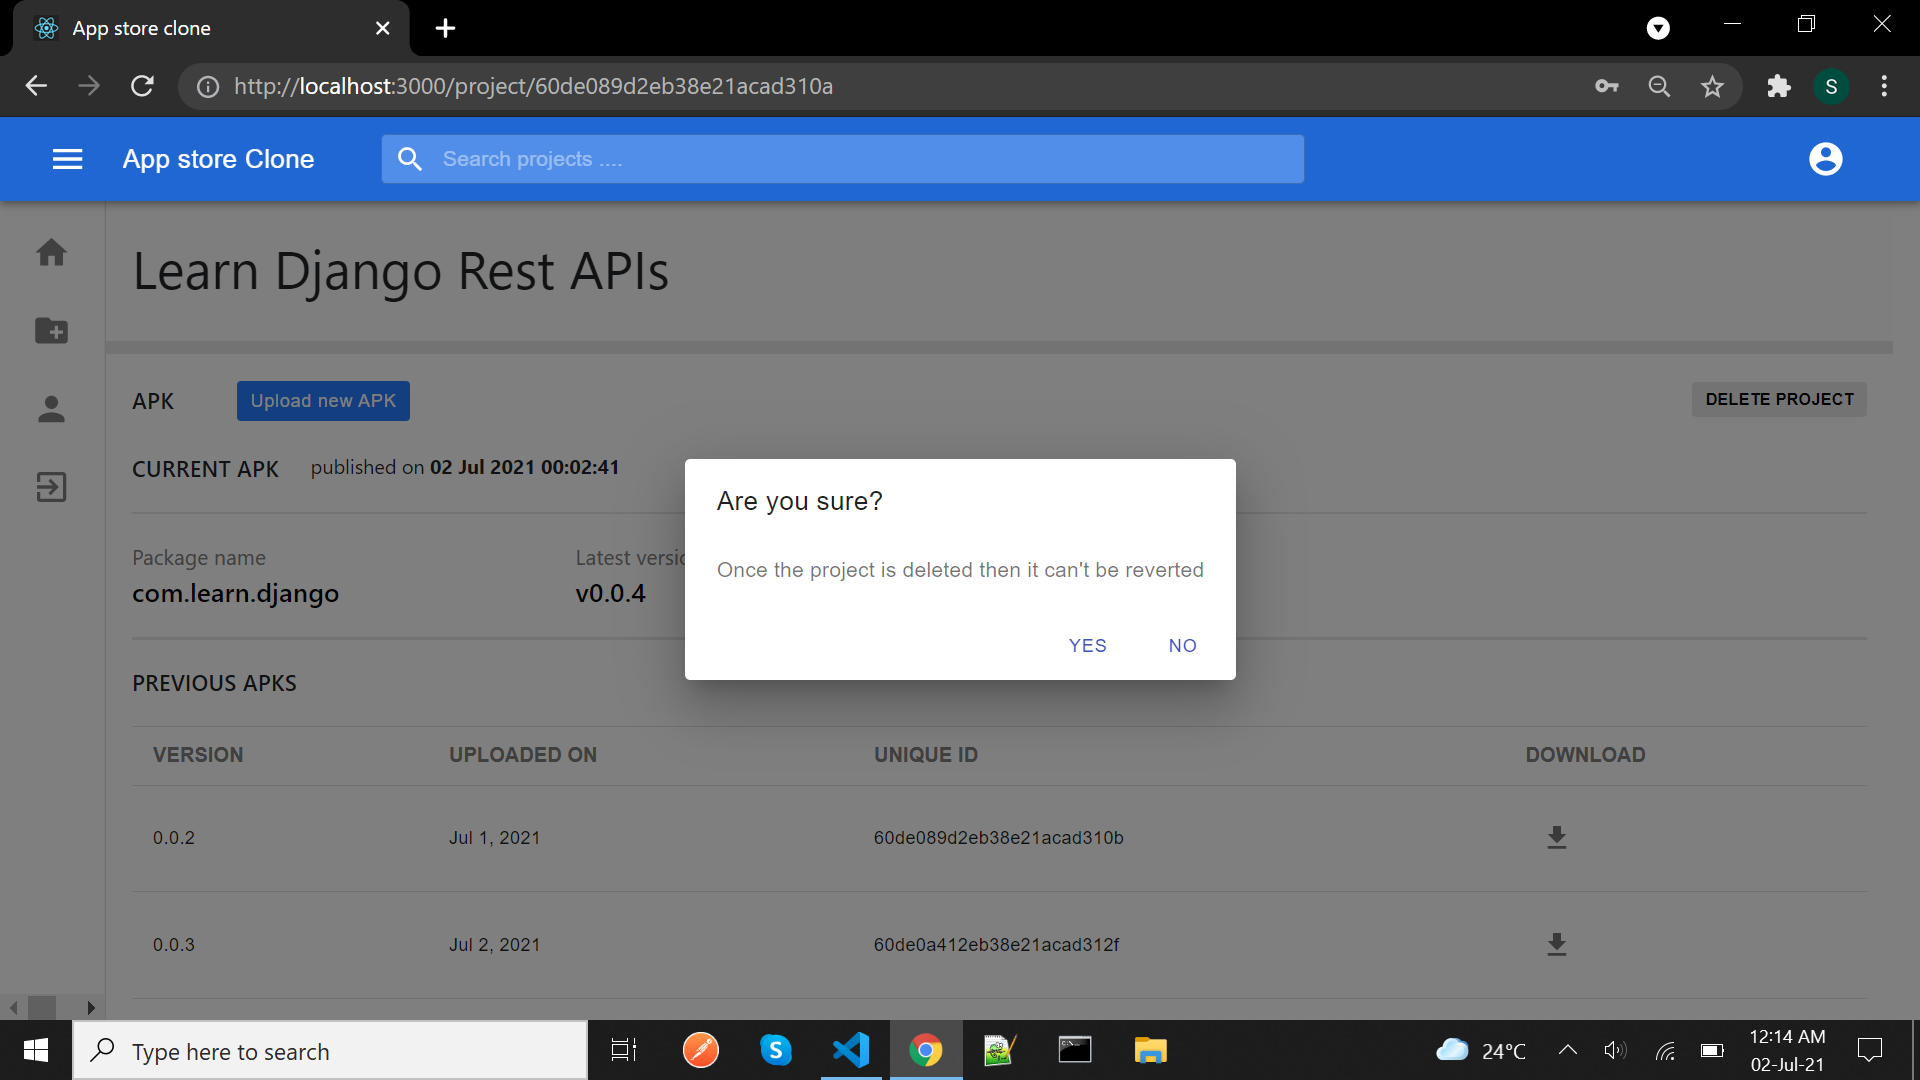 App store clone
http://localhost:3000/project/60de089d2eb38e21acad310a
S
App store Clone
Search projects ....
Learn Django Rest APIs
APK
Upload new APK
DELETE PROJECT
CURRENT APK
published on 02 Jul 2021 00:02:41
Are you sure?
Once the project is deleted then it can't be reverted
YES
NO
Package name
Latest versic
com.learn.django
v0.0.4
PREVIOUS APKS
VERSION
UPLOADED ON
UNIQUE ID
DOWNLOAD
0.0.2
Jul 1, 2021
60de089d2eb38e21acad310b
0.0.3
Jul 2, 2021
60de0a412eb38e21acad312f
Type here to search
S
24°C
12:14 AM
02-Jul-21